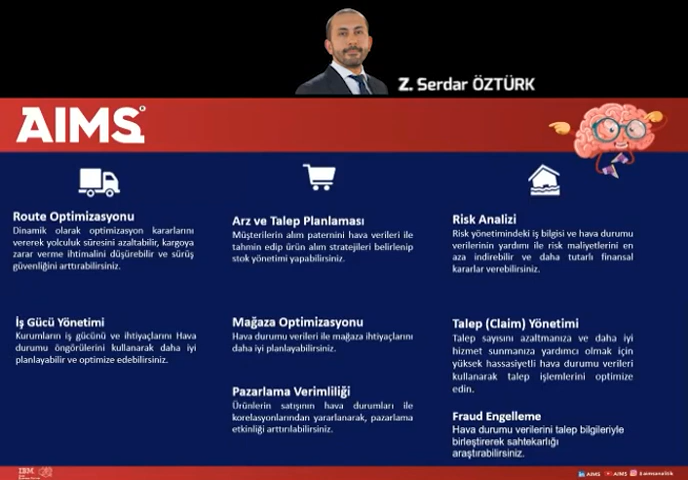 Z. Serdar ÖZTÜRK
AIMS
Route Optimizasyonu
Dinamik olarak optimizasyon kararlarını
vererek yolculuk süresini azaltabilir, kargoya
zarar verme ihtimalini düşürebilir ve sürüş
güvenliğini arttırabilirsiniz.
İş Gücü Yönetimi
Kurumların iş gücünü ve ihtiyaçlarını Hava
durumu öngörülerini kullanarak daha iyi
planlayabilir ve optimize edebilirsiniz.
Arz ve Talep Planlaması
Müşterilerin alım paternini hava verileri ile
tahmin edip ürün alım stratejileri belirlenip
stok yönetimi yapabilirsiniz.
Mağaza Optimizasyonu
Hava durumu verileri ile mağaza ihtiyaçlarını
daha iyi planlayabilirsiniz.
Pazarlama Verimliliği
Ürünlerin satışının hava durumları ile
korelasyonlarından yararlanarak, pazarlama
etkinliği arttırılabilirsiniz.
Risk Analizi
Risk yönetimindeki iş bilgisi ve hava durumu
verilerinin yardımı ile risk maliyetlerini en
aza indirebilir ve daha tutarlı finansal
kararlar verebilirsiniz.
Talep (Claim) Yönetimi
Talep sayısını azaltmanıza ve daha iyi
hizmet sunmanıza yardımcı olmak için
yüksek hassasiyetli hava durumu verileri
kullanarak talep işlemlerini optimize
edin.
Fraud Engelleme
Hava durumu verilerini talep bilgileriyle
birleştirerek sahtekarlığı
araştırabilirsiniz.
IBM
AIMS AIMS aimsanalitik